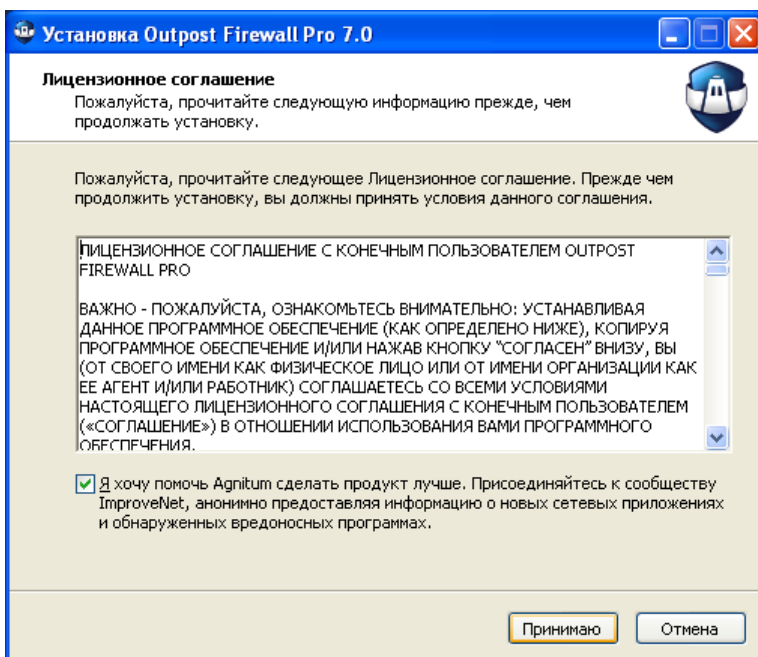 Установка Outpost Firewall Pro 7.0
Лицензионное соглашение
Пожалуйста, прочитайте следующую информацию прежде, чем
продолжать установку.
Пожалуйста, прочитайте следующее Лицензионное соглашение. Прежде чем
продолжить установку, вы должны принять условия данного соглашения.
ЛИЦЕНЗИОННОЕ СОГЛАШЕНИЕ С КОНЕЧНЫМ ПОЛЬЗОВАТЕЛЕМ OUTPOST
FIREWALL PRO
ВАЖНО - ПОЖАЛУЙСТА, ОЗНАКОМЬТЕСЬ ВНИМАТЕЛЬНО: УСТАНАВЛИВАЯ
ДАННОЕ ПРОГРАММНОЕ ОБЕСПЕЧЕНИЕ (КАК ОПРЕДЕЛЕНО НИЖЕ), КОПИРУЯ
ПРОГРАММНОЕ ОБЕСПЕЧЕНИЕ И/ИЛИ НАЖАВ КНОПКУ “СОГЛАСЕН” ВНИЗУ, ВЫ
(ОТ СВОЕГО ИМЕНИ КАК ФИЗИЧЕСКОЕ ЛИЦО ИЛИ ОТ ИМЕНИ ОРГАНИЗАЦИИ КАК
ЕЕ АГЕНТ И/ИЛИ РАБОТНИК) СОГЛАШАЕТЕСЬ СО ВСЕМИ УСЛОВИЯМИ
НАСТОЯЩЕГО ЛИЦЕНЗИОННОГО СОГЛАШЕНИЯ С КОНЕЧНЫМ ПОЛЬЗОВАТЕЛЕМ
(«СОГЛАШЕНИЕ») В ОТНОШЕНИИ ИСПОЛЬЗОВАНИЯ ВАМИ ПРОГРАММНОГО
ОБЕСПЕЧЕНИЯ.
Я хочу помочь Agnitum сделать продукт лучше. Присоединяйтесь к сообществу
ImproveNet, анонимно предоставляя информацию о новых сетевых приложениях
и обнаруженных вредоносных программах.
Принимаю
Отмена